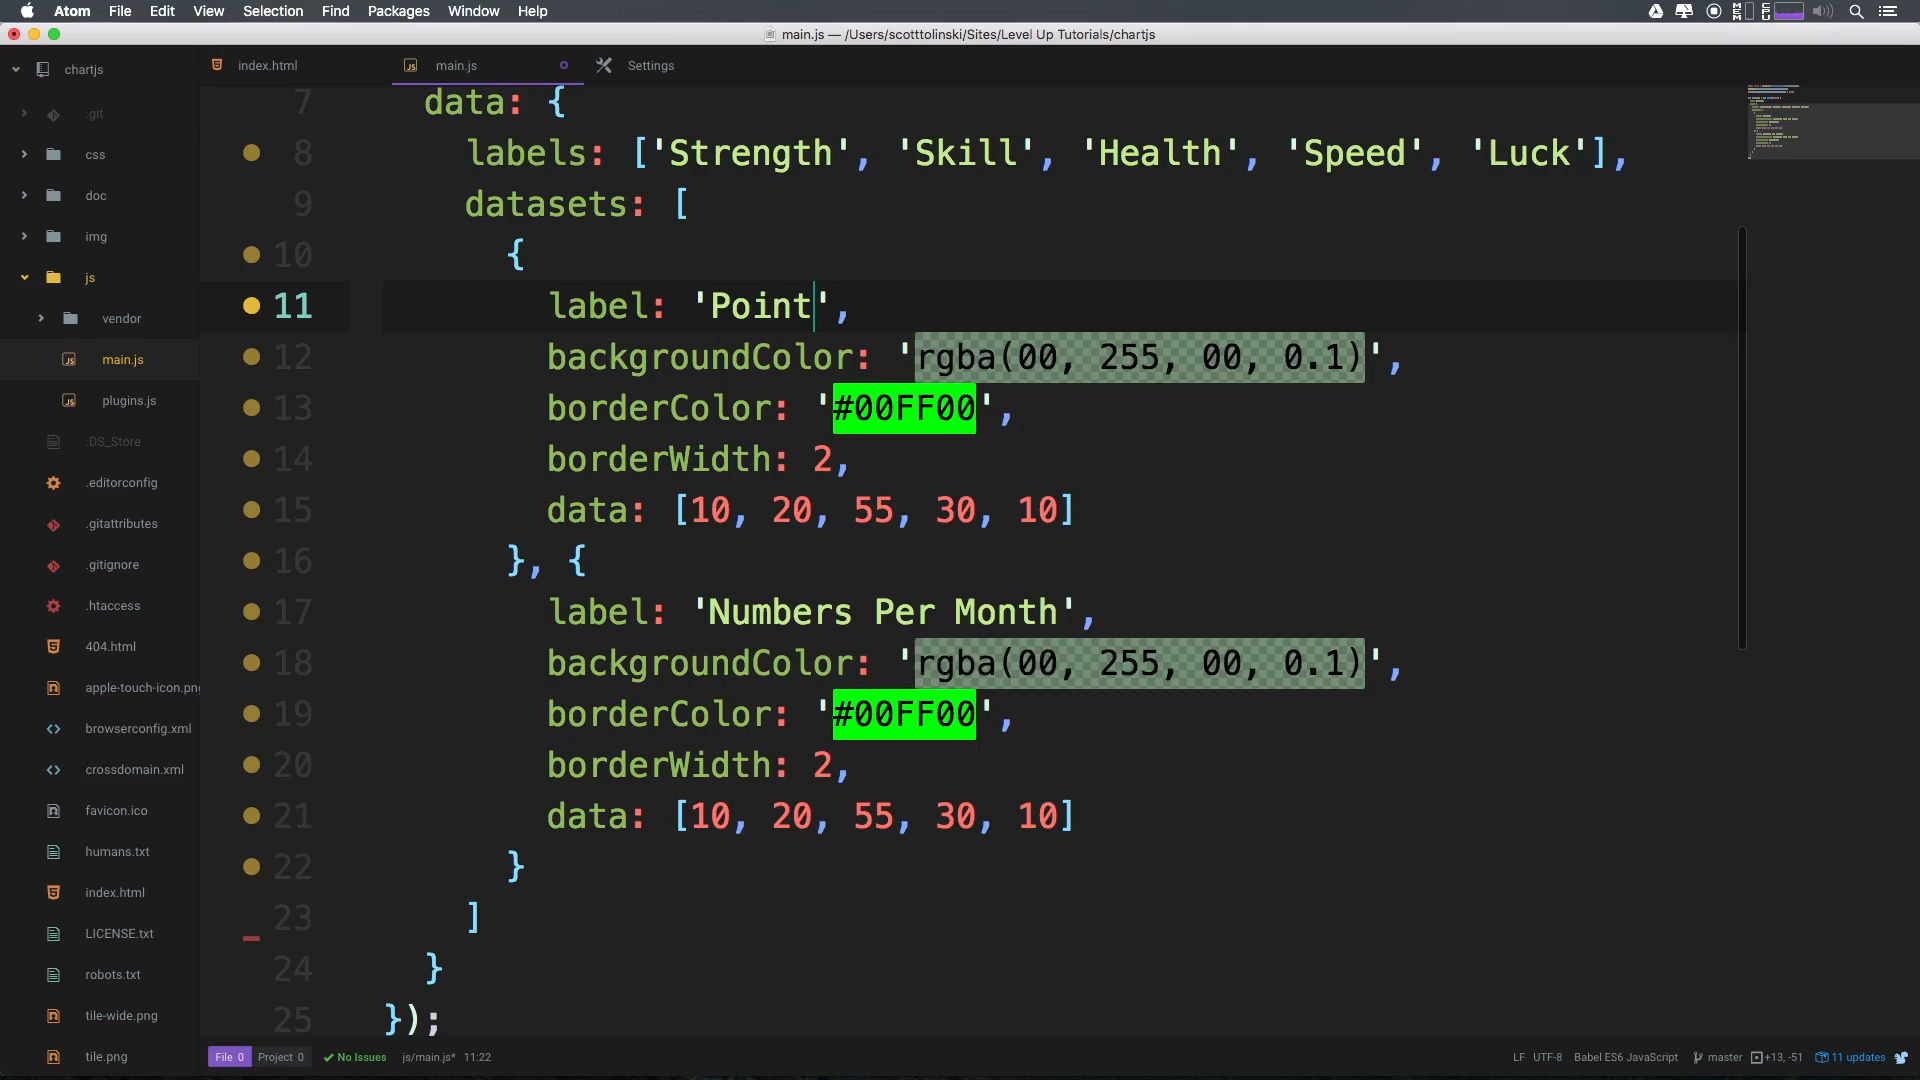 Atom File Edit View Selection Find Packages Window Help
main.js — /Users/scotttolinski/Sites/Level Up Tutorials/chartjs
chartjs
.git
css
doc
img
js
vendor
main.js
plugins.js
.DS_Store
.editorconfig
.gitattributes
.gitignore
.htaccess
404.html
apple-touch-icon.png
browserconfig.xml
crossdomain.xml
favicon.ico
humans.txt
index.html
LICENSE.txt
robots.txt
tile-wide.png
tile.png
index.html main.js Settings
7 data: {
8 labels: ['Strength', 'Skill', 'Health', 'Speed', 'Luck'],
9 datasets: [
10 {
11 label: 'Point',
12 backgroundColor: 'rgba(00, 255, 00, 0.1)',
13 borderColor: '#00FF00',
14 borderWidth: 2,
15 data: [10, 20, 55, 30, 10]
16 }, {
17 label: 'Numbers Per Month',
18 backgroundColor: 'rgba(00, 255, 00, 0.1)',
19 borderColor: '#00FF00',
20 borderWidth: 2,
21 data: [10, 20, 55, 30, 10]
22 }
23 ]
24 }
25 });
File 0 Project 0 No Issues js/main.js* 11:22 LF UTF-8 Babel ES6 JavaScript master +13, -51 11 updates